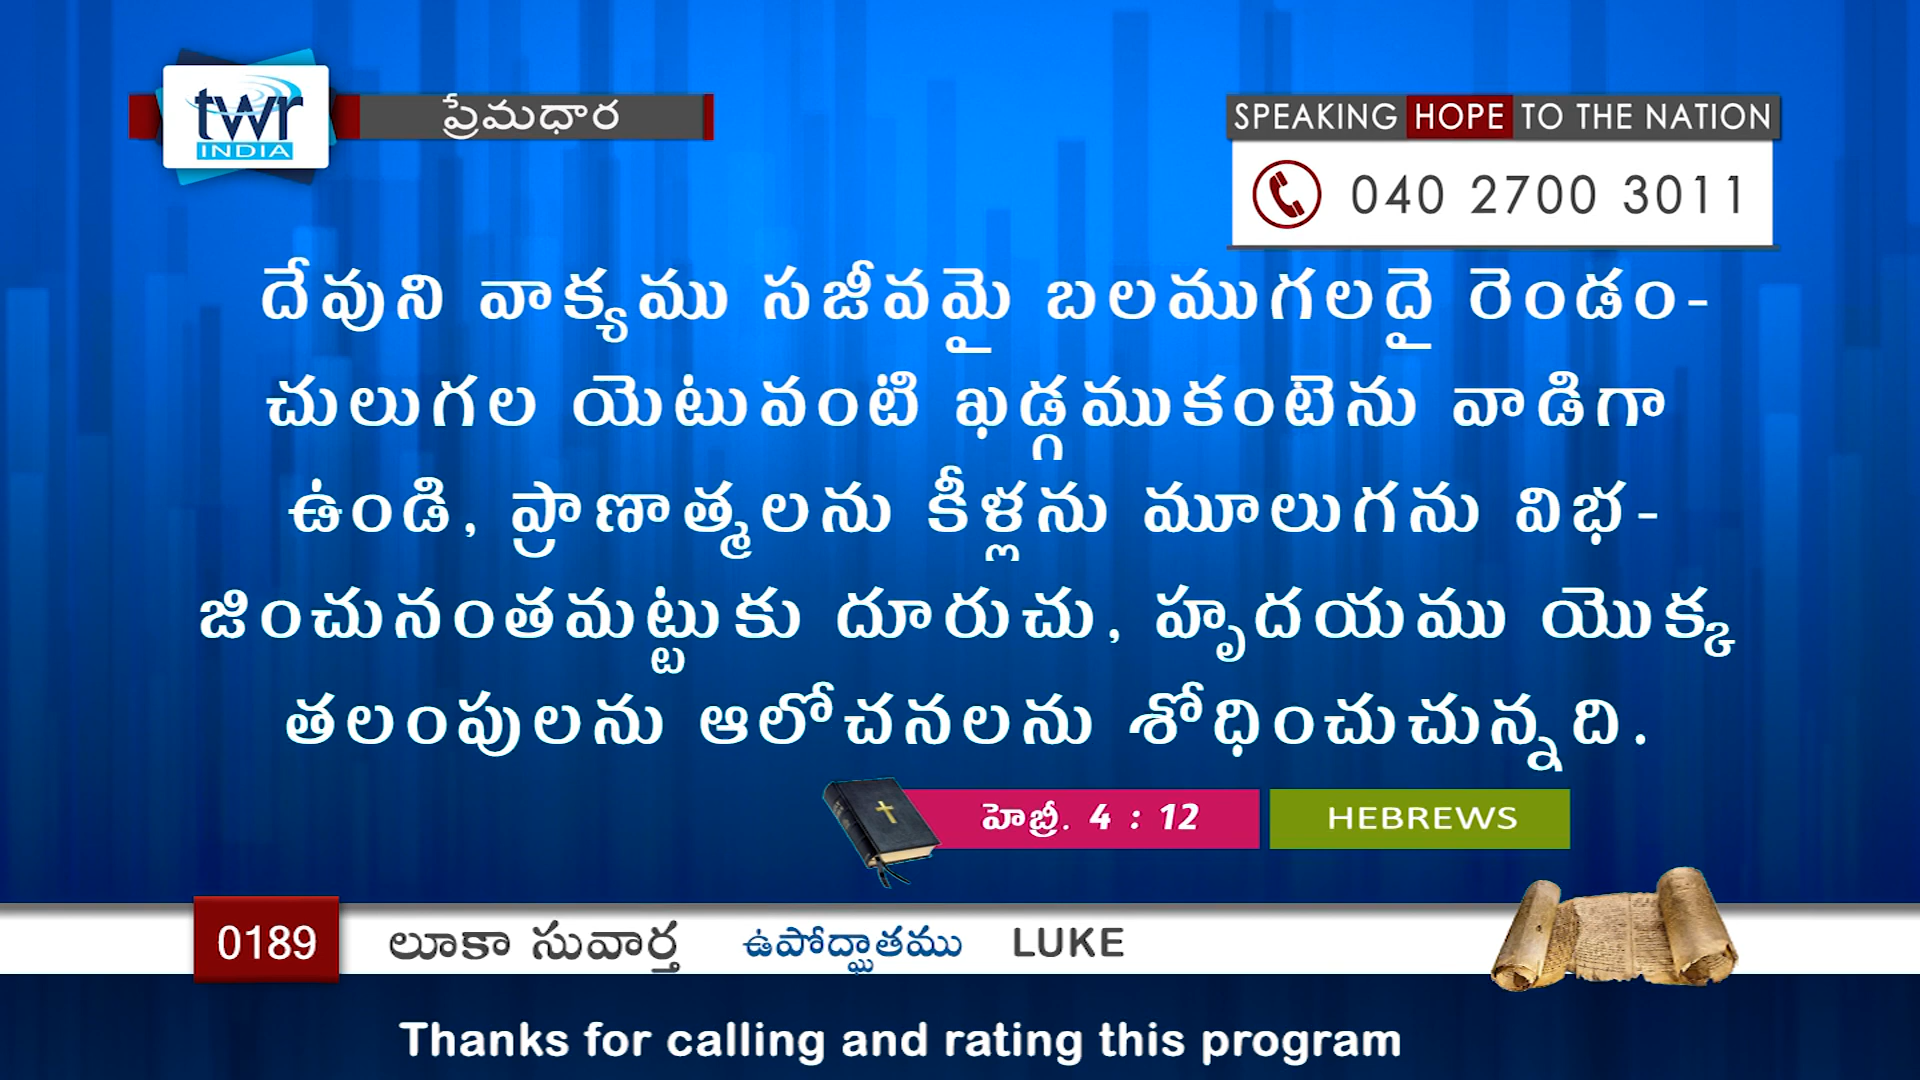 twr
INDIA
ప్రేమధార
SPEAKING HOPE TO THE NATION
040 2700 3011
దేవుని వాక్యము సజీవమై బలముగలదై రెండం-
చులుగల యెటువంటి ఖడ్గముకంటెను వాడిగా
ఉండి, ప్రాణాత్మలను కీళ్లను మూలుగను విభ-
జించునంతమట్టుకు దూరుచు, హృదయము యొక్క
తలంపులను ఆలోచనలను శోధించుచున్నది.
హెబ్రీ. 4 : 12
HEBREWS
0189
లూకా సువార్త ఉపోద్ఘాతము LUKE
Thanks for calling and rating this program